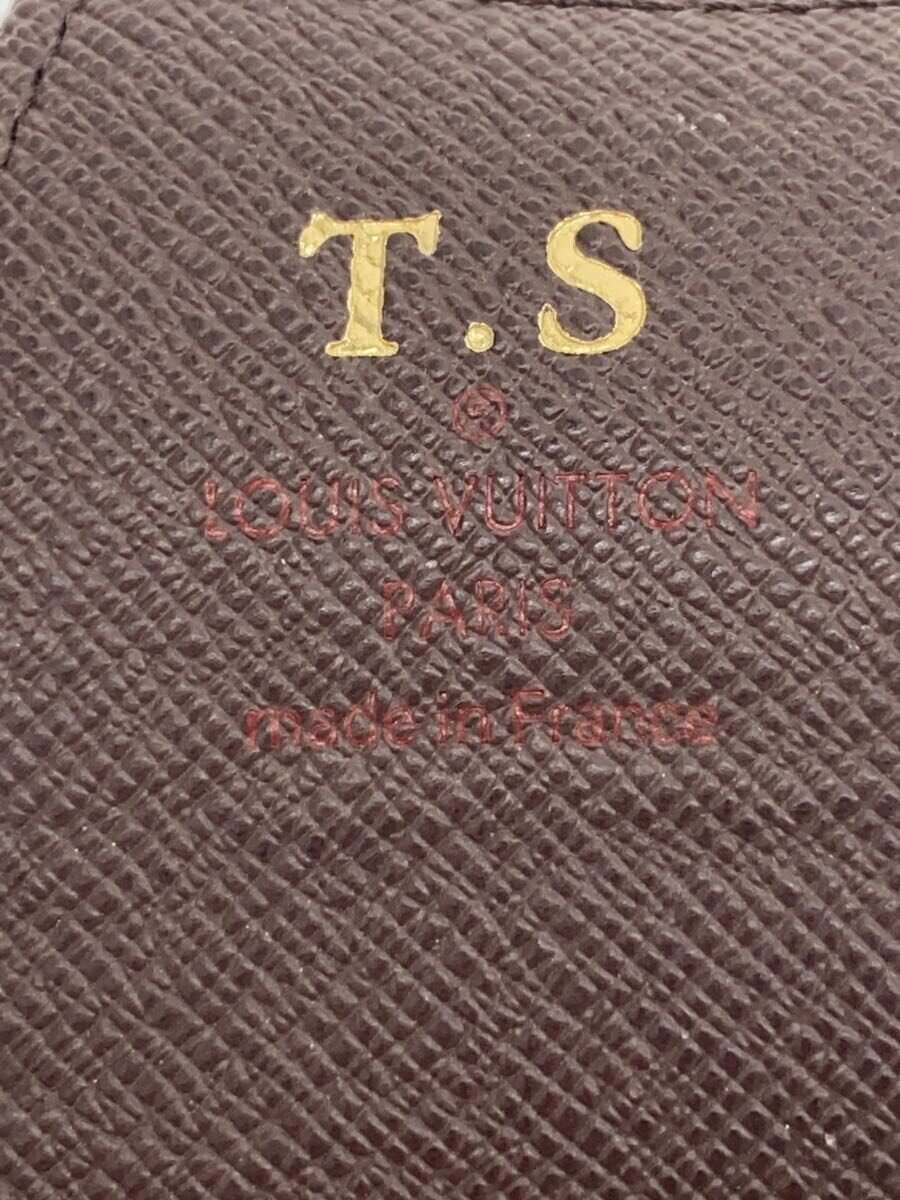 T.S
®
LOUIS VUITTON
PARIS
made in France